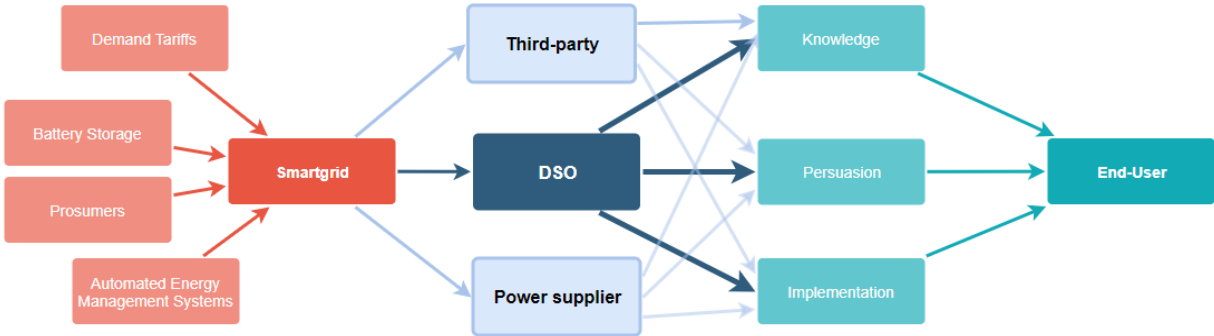 Demand Tariffs
Battery Storage
Prosumers
Automated Energy
Management Systems
Smartgrid
Third-party
DSO
Power supplier
Knowledge
Persuasion
Implementation
End-User